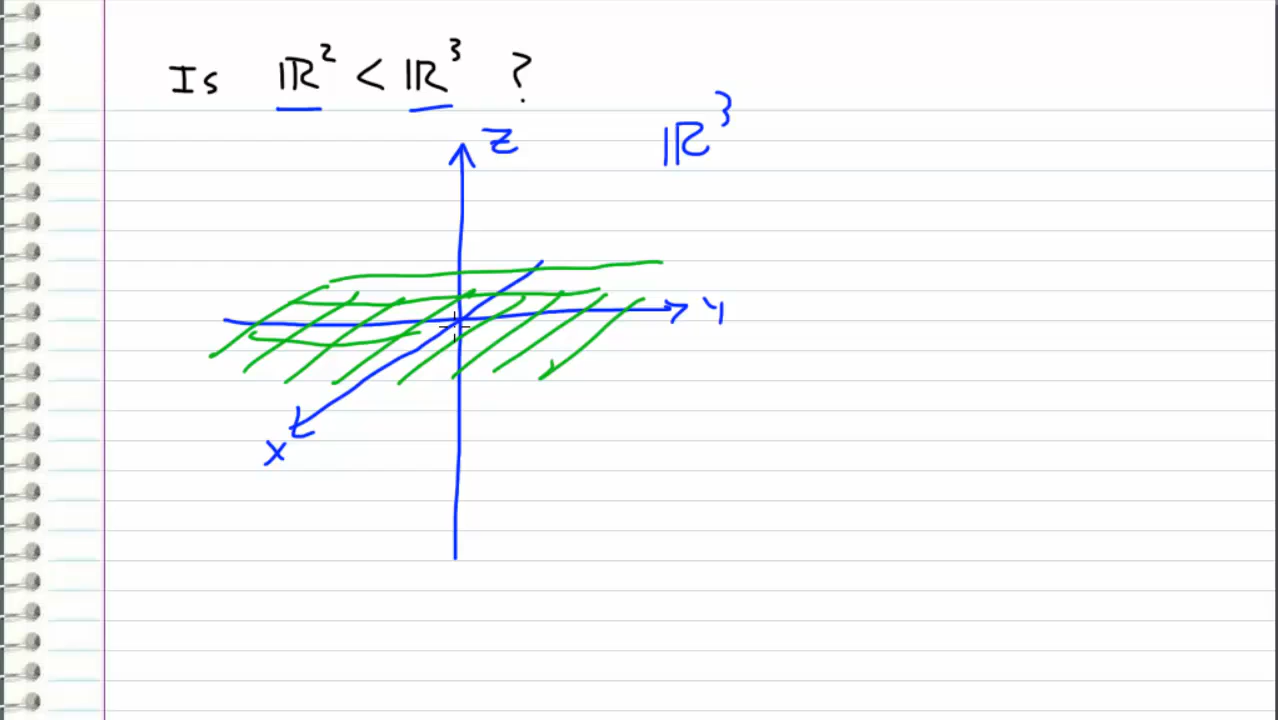 Is ℝ² < ℝ³ ?
z
ℝ³
y
x